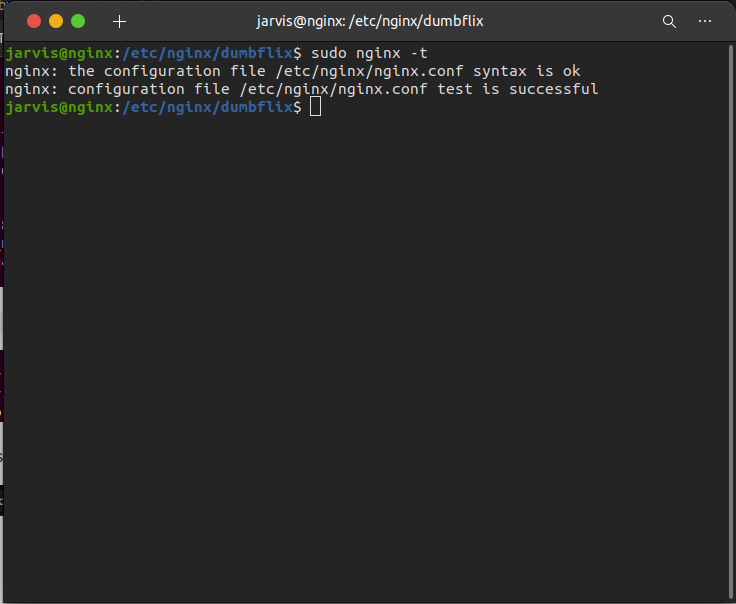 jarvis@nginx: /etc/nginx/dumbflix
jarvis@nginx:/etc/nginx/dumbflix$ sudo nginx -t
nginx: the configuration file /etc/nginx/nginx.conf syntax is ok
nginx: configuration file /etc/nginx/nginx.conf test is successful
jarvis@nginx:/etc/nginx/dumbflix$